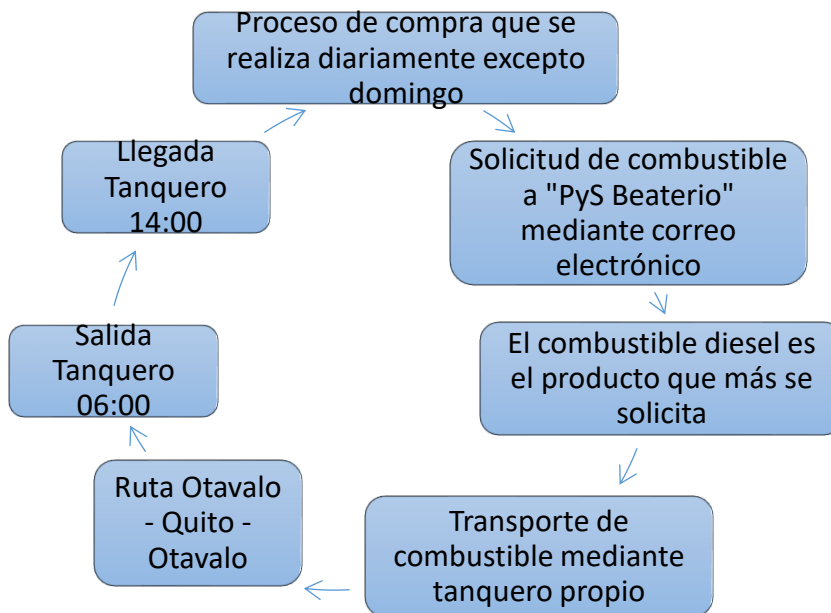 Proceso de compra que se
realiza diariamente excepto
domingo
Solicitud de combustible
a "PyS Beaterio"
mediante correo
electrónico
El combustible diesel es
el producto que más se
solicita
Transporte de
combustible mediante
tanquero propio
Ruta Otavalo
- Quito -
Otavalo
Salida
Tanquero
06:00
Llegada
Tanquero
14:00